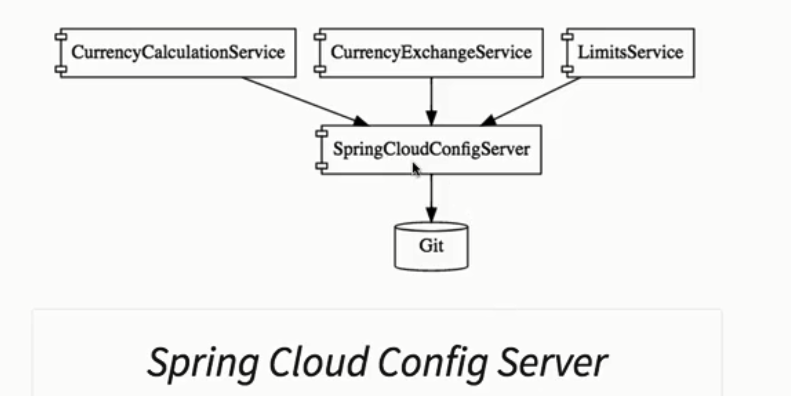 CurrencyCalculationService
CurrencyExchangeService
LimitsService
SpringCloudConfigServer
Git
Spring Cloud Config Server